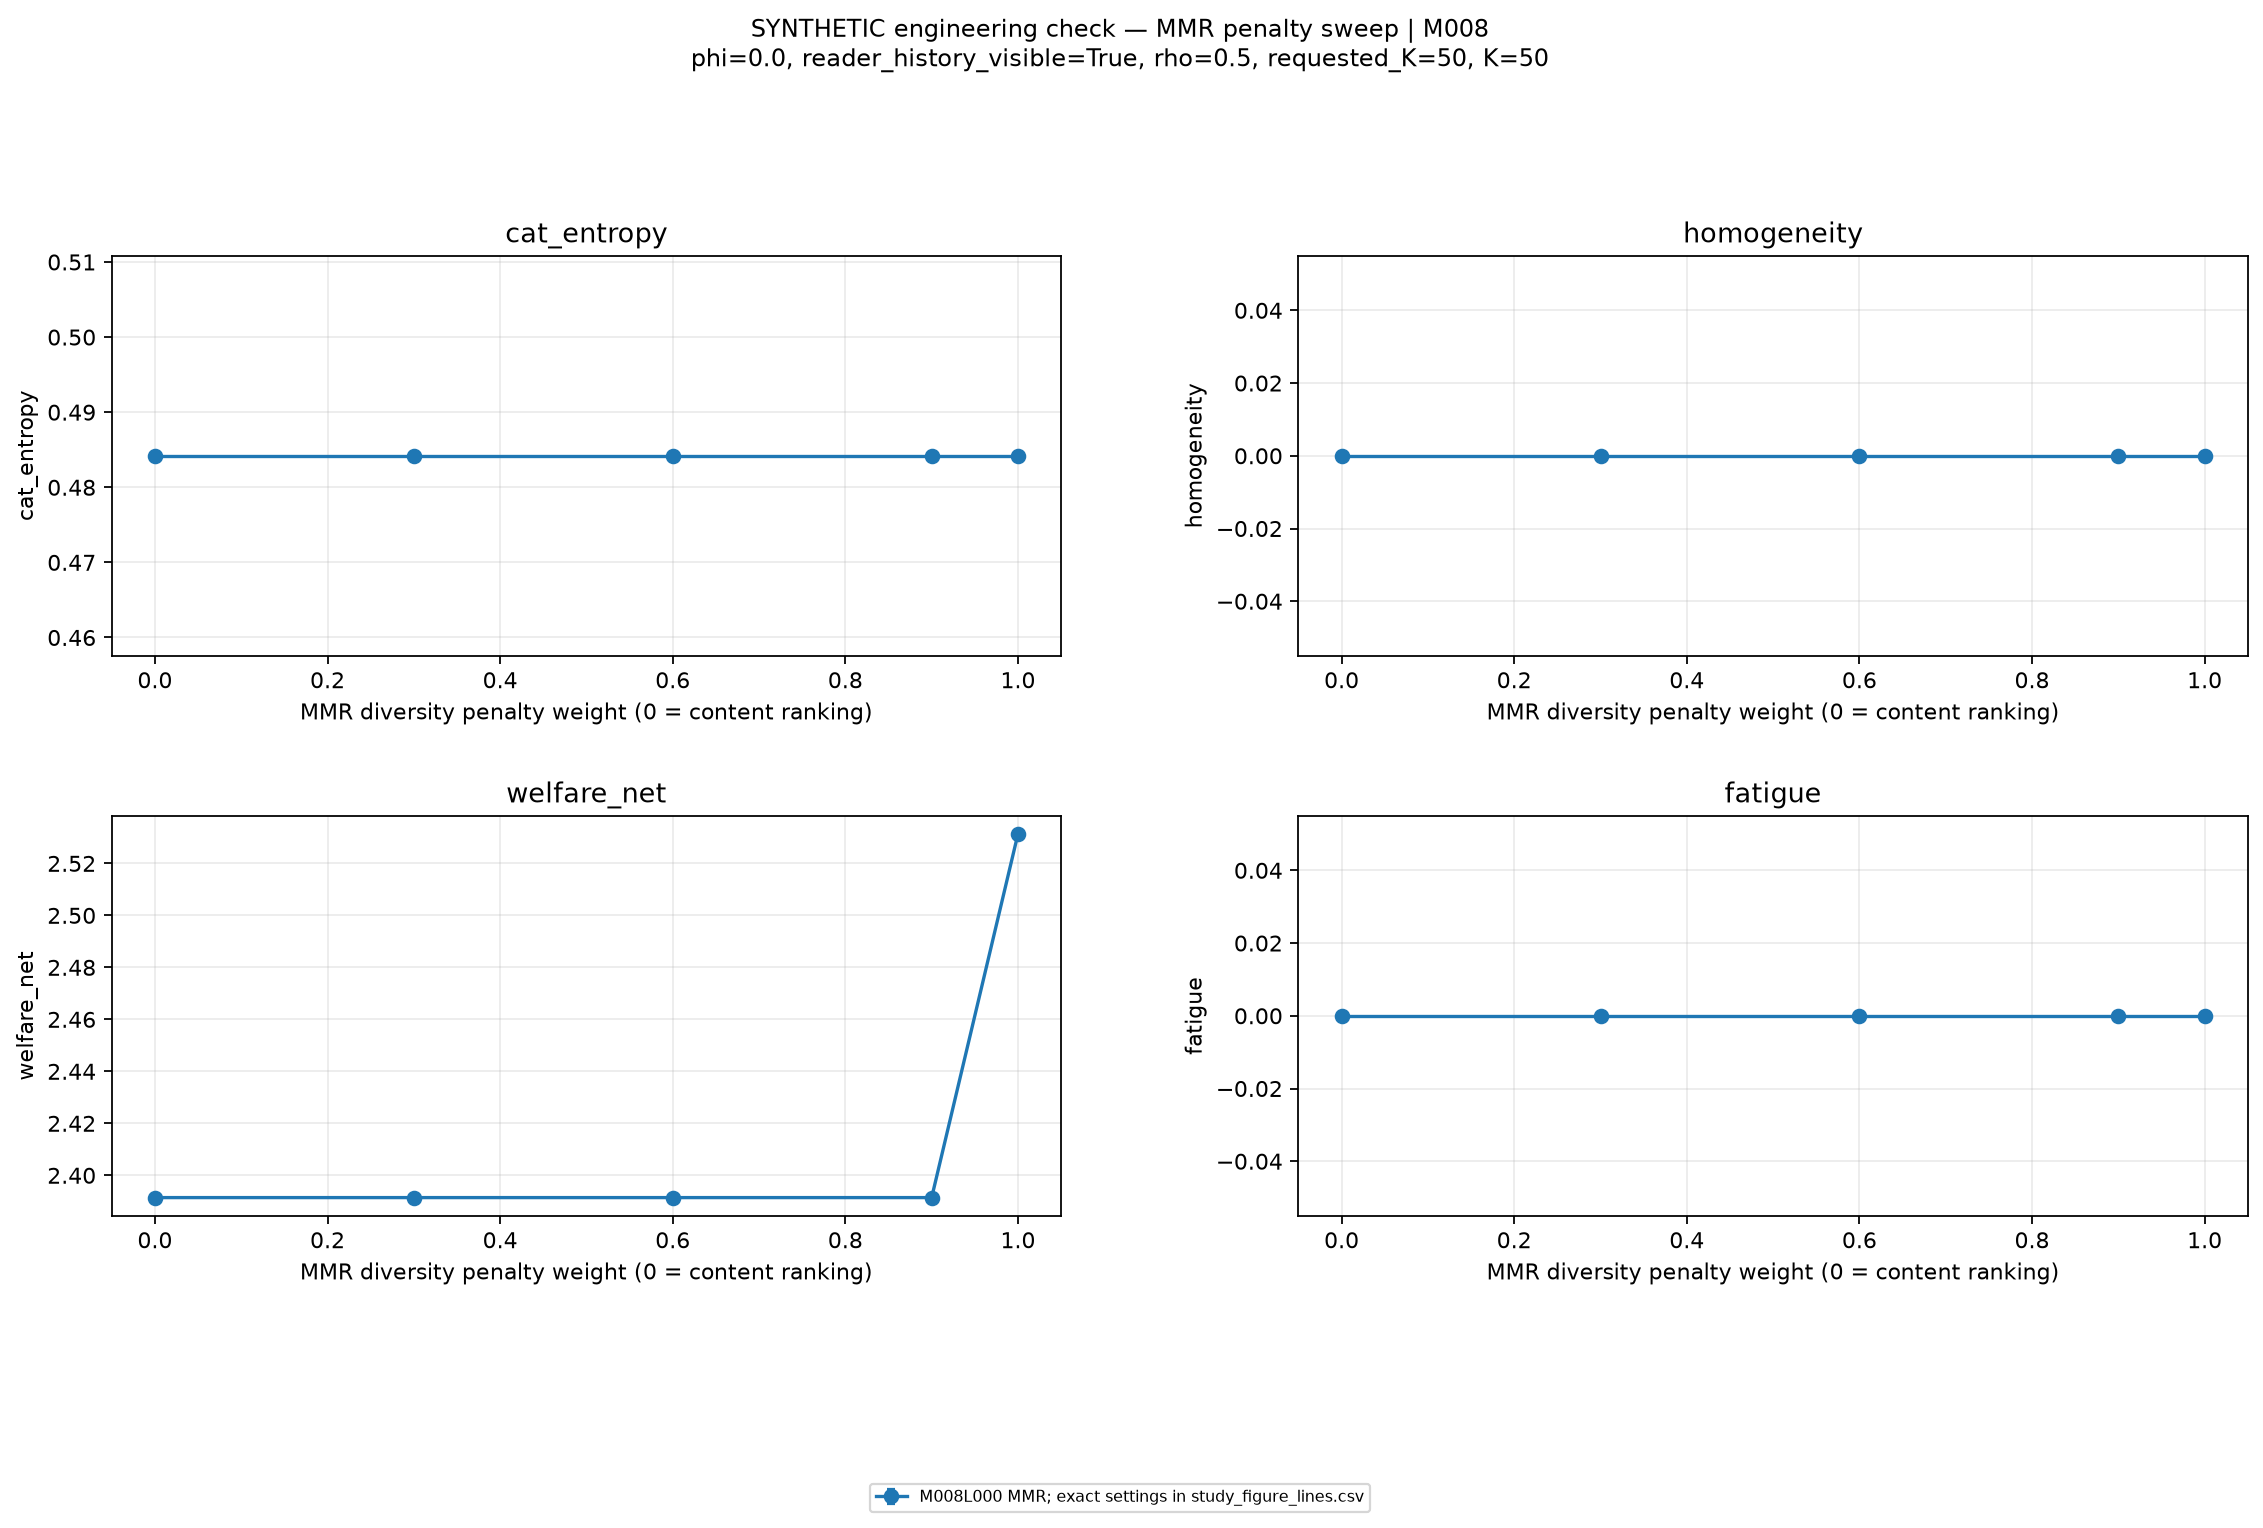 SYNTHETIC engineering check — MMR penalty sweep | M008
phi=0.0, reader_history_visible=True, rho=0.5, requested_K=50, K=50
cat_entropy
cat_entropy
0.51
0.50
0.49
0.48
0.47
0.46
0.0 0.2 0.4 0.6 0.8 1.0
MMR diversity penalty weight (0 = content ranking)
homogeneity
homogeneity
0.04
0.02
0.00
−0.02
−0.04
0.0 0.2 0.4 0.6 0.8 1.0
MMR diversity penalty weight (0 = content ranking)
welfare_net
welfare_net
2.52
2.50
2.48
2.46
2.44
2.42
2.40
0.0 0.2 0.4 0.6 0.8 1.0
MMR diversity penalty weight (0 = content ranking)
fatigue
fatigue
0.04
0.02
0.00
−0.02
−0.04
0.0 0.2 0.4 0.6 0.8 1.0
MMR diversity penalty weight (0 = content ranking)
M008L000 MMR; exact settings in study_figure_lines.csv